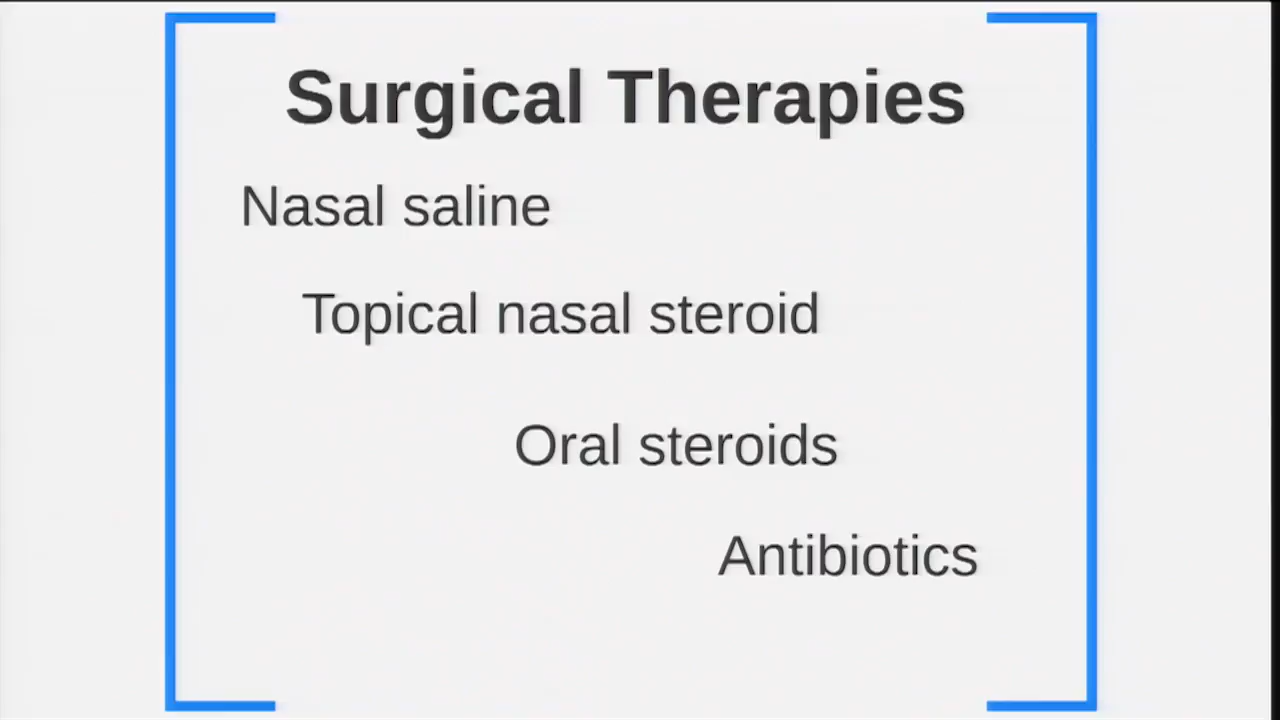 Surgical Therapies
Nasal saline
Topical nasal steroid
Oral steroids
Antibiotics